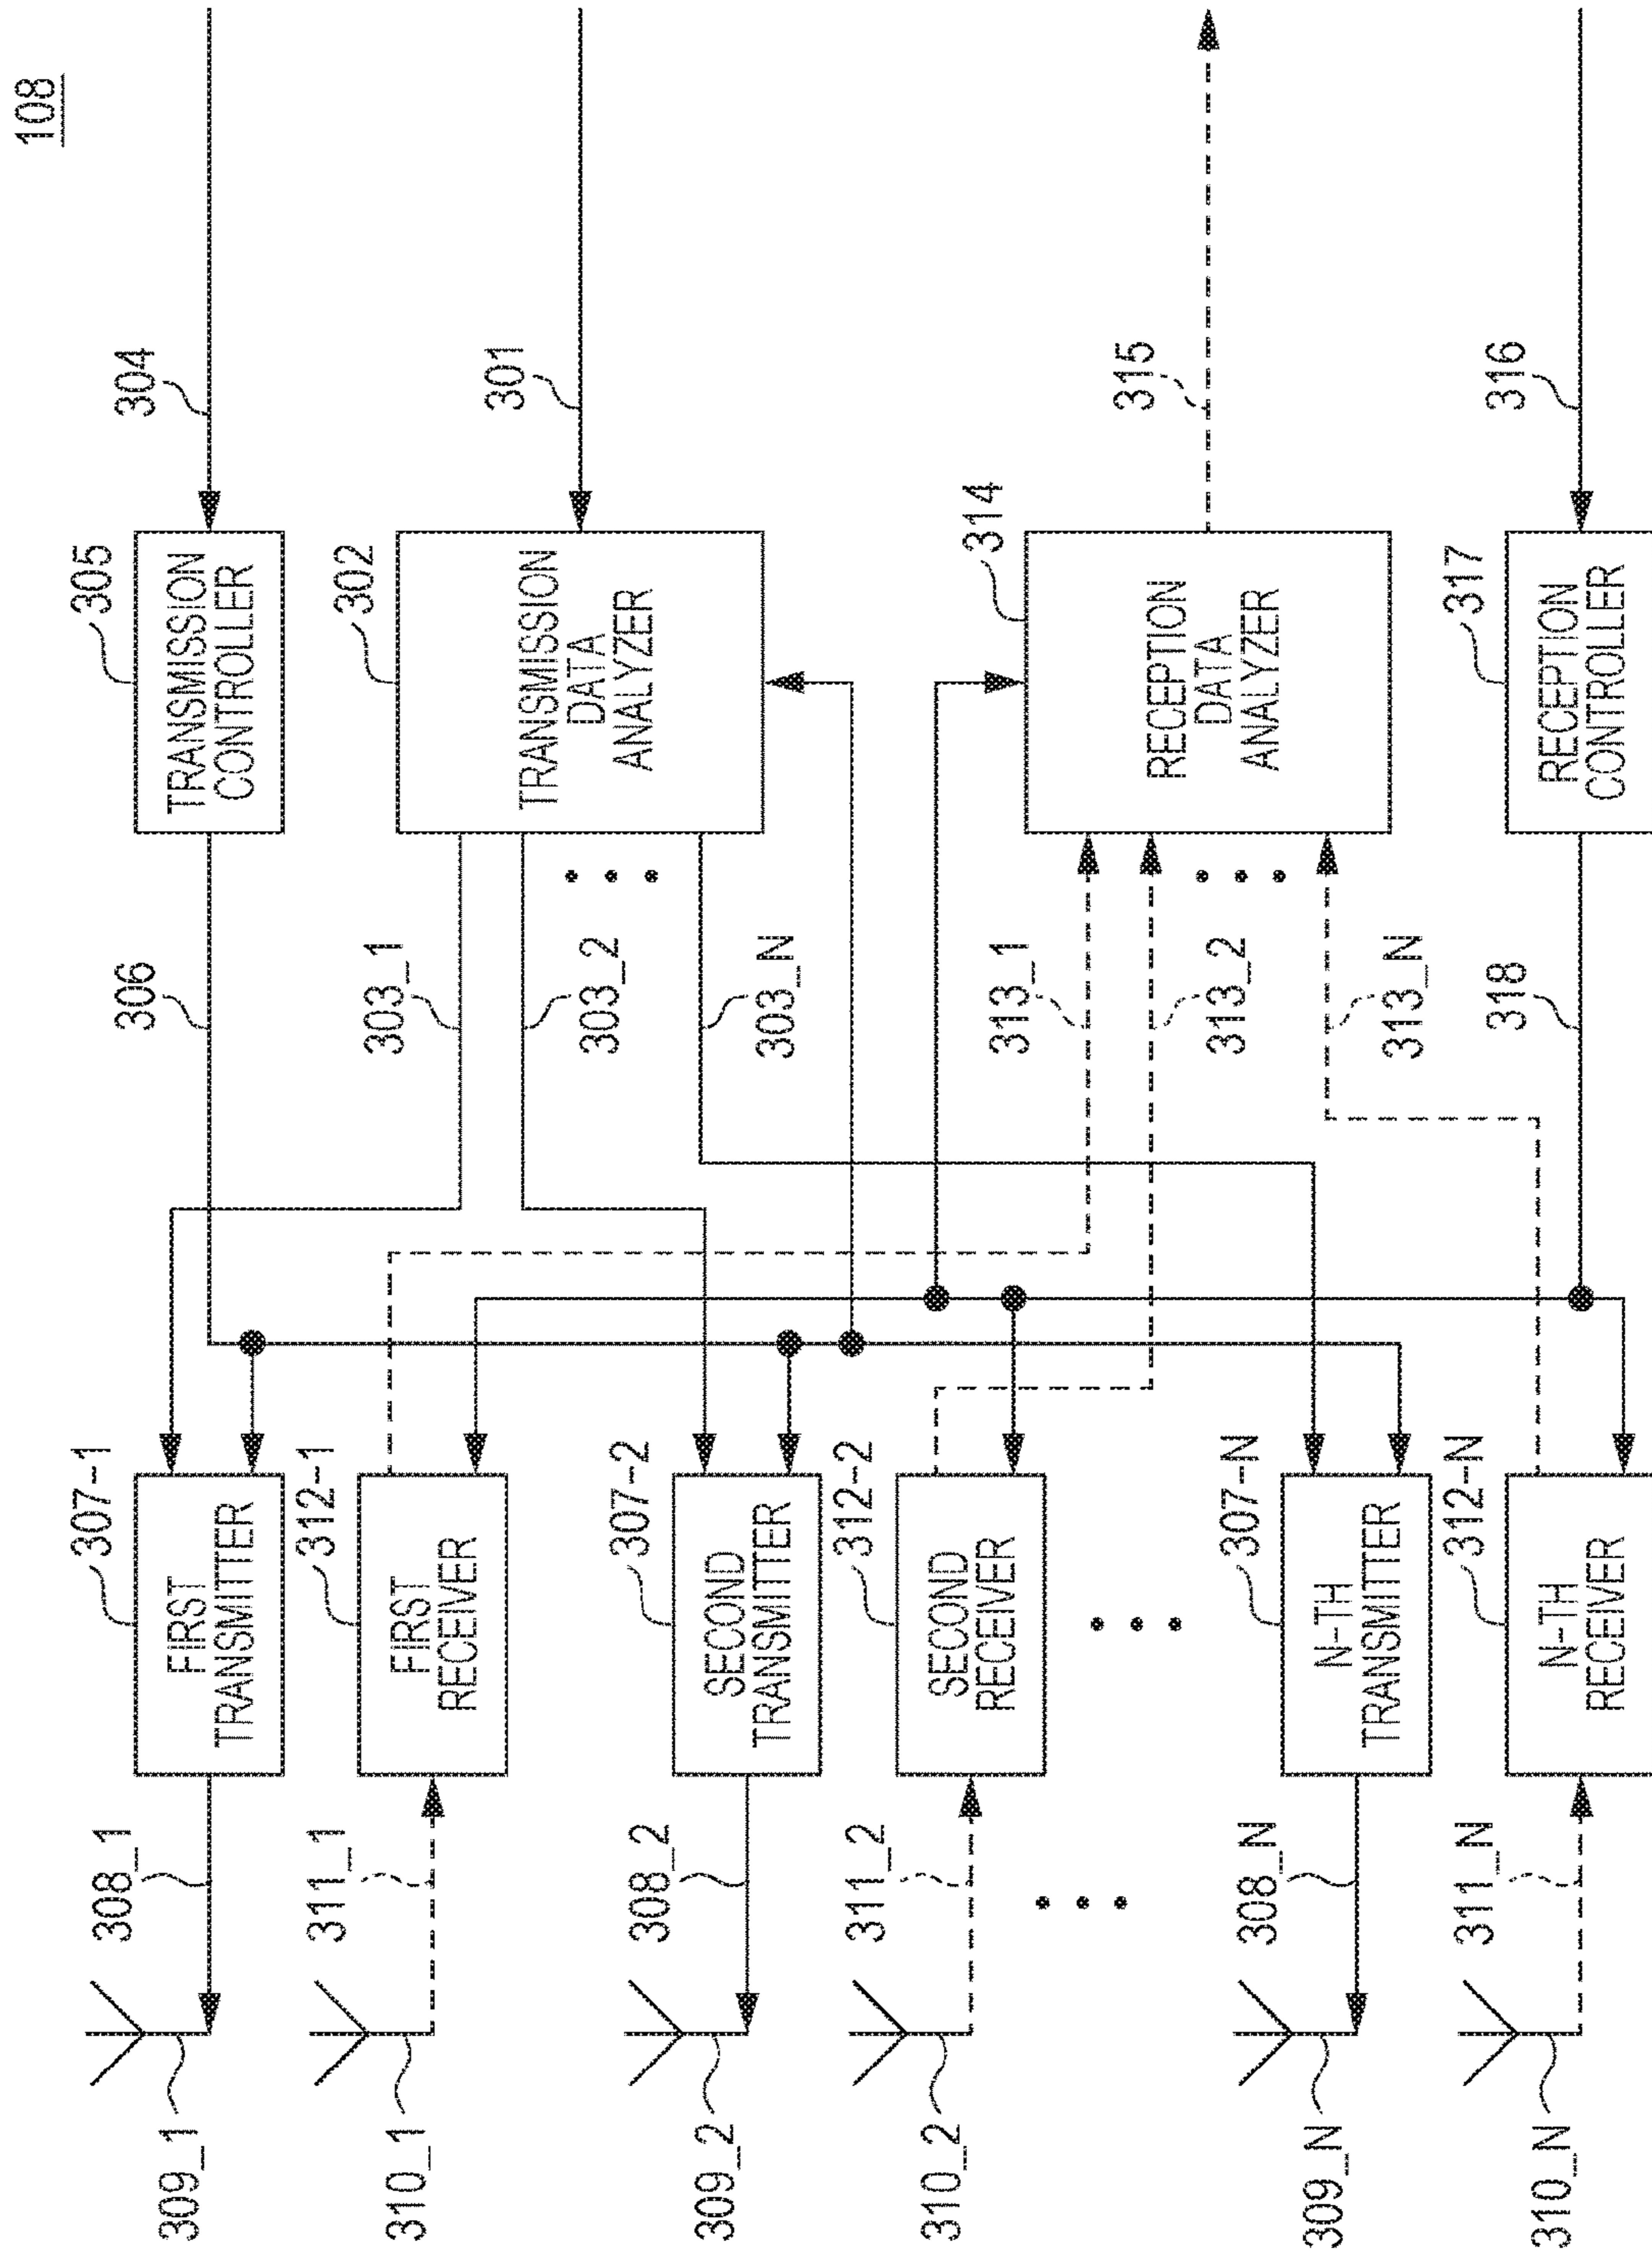 108
304
301
315
316
305
TRANSMISSION
CONTROLLER
302
TRANSMISSION
DATA
ANALYZER
314
RECEPTION
DATA
ANALYZER
317
RECEPTION
CONTROLLER
306
303_1
303_2
303_N
313_1
313_2
313_N
318
307-1
FIRST
TRANSMITTER
312-1
FIRST
RECEIVER
307-2
SECOND
TRANSMITTER
312-2
SECOND
RECEIVER
307-N
N-TH
TRANSMITTER
312-N
N-TH
RECEIVER
308_1
311_1
308_2
311_2
308_N
311_N
309_1
310_1
309_2
310_2
309_N
310_N